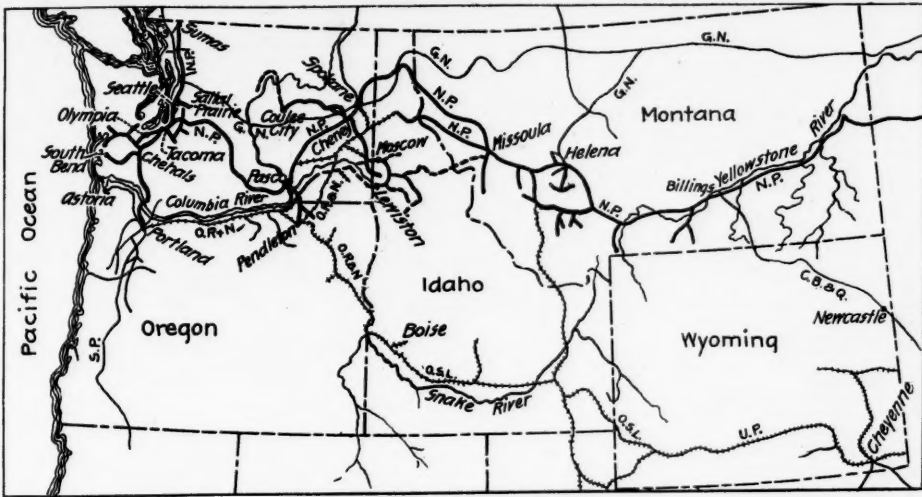 Sumas
N.P.
G.N.
G.N.
Seattle
Sallal
Prairie
Spokane
G.N.
Olympia
N.P.
G.N.
Coulee
City
N.P.
Cheney
N.P.
Montana
South
Bend
Chehalis
Tacoma
Moscow
Missoula
Helena
River
Pasco
Yellowstone
Billings
N.P.
Astoria
Columbia River
O.R.&N.
Lewiston
N.P.
N.P.
O.R.+N.
Portland
Pendleton
O.R.&N.
Idaho
C.B.&Q.
Newcastle
Pacific Ocean
Oregon
Boise
Wyoming
S.P.
O.S.L.
Snake River
O.S.L.
U.P.
Cheyenne